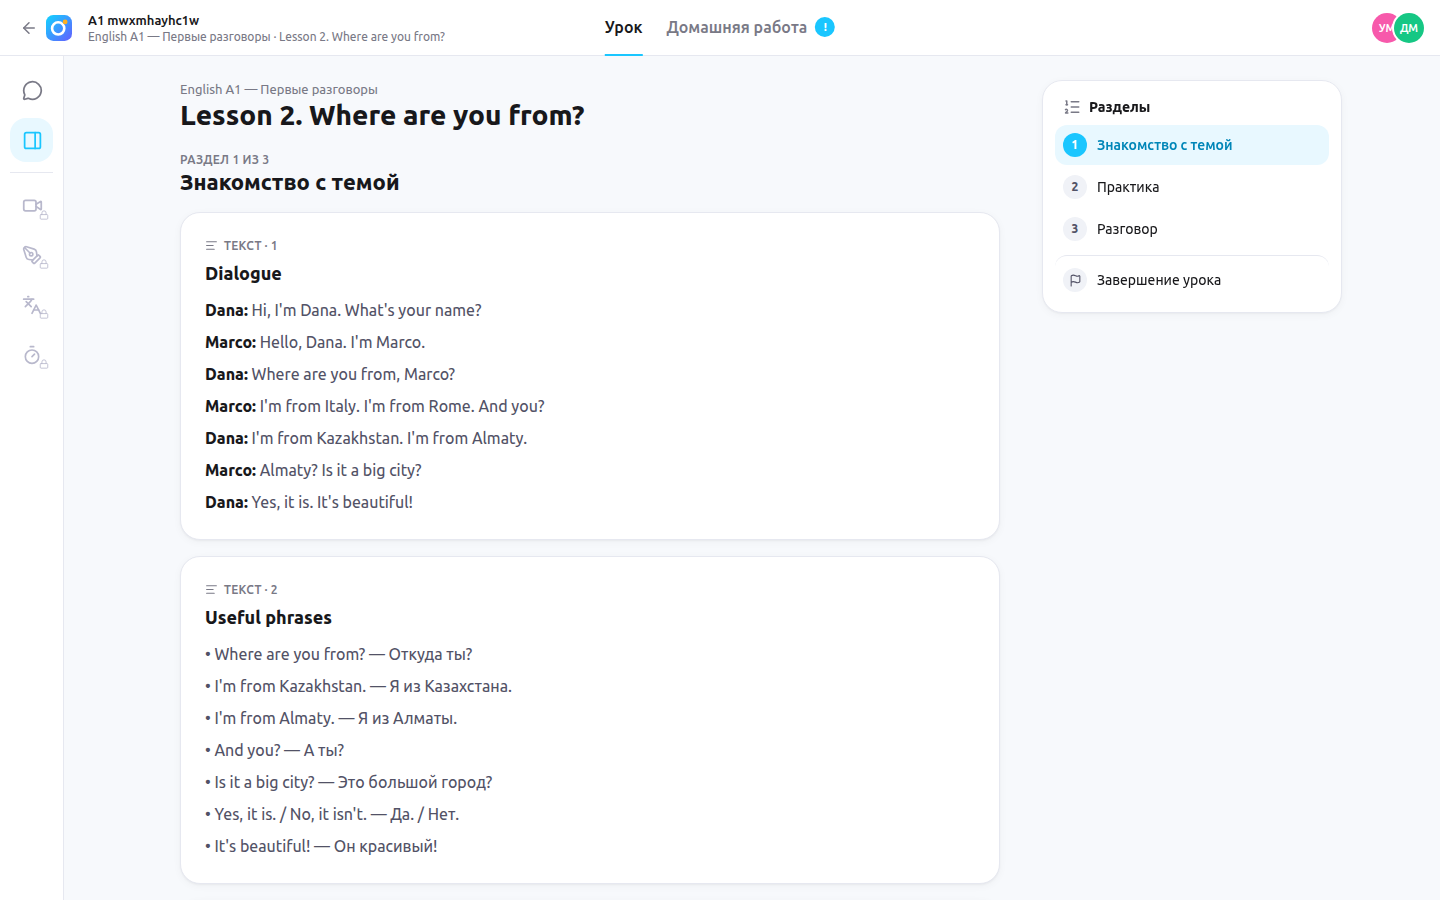 A1 mwxmhayhc1w
English A1 — Первые разговоры · Lesson 2. Where are you from?
Урок
Домашняя работа !
УМ ДМ
English A1 — Первые разговоры
Lesson 2. Where are you from?
РАЗДЕЛ 1 ИЗ 3
Знакомство с темой
ТЕКСТ · 1
Dialogue
Dana: Hi, I'm Dana. What's your name?
Marco: Hello, Dana. I'm Marco.
Dana: Where are you from, Marco?
Marco: I'm from Italy. I'm from Rome. And you?
Dana: I'm from Kazakhstan. I'm from Almaty.
Marco: Almaty? Is it a big city?
Dana: Yes, it is. It's beautiful!
ТЕКСТ · 2
Useful phrases
• Where are you from? — Откуда ты?
• I'm from Kazakhstan. — Я из Казахстана.
• I'm from Almaty. — Я из Алматы.
• And you? — А ты?
• Is it a big city? — Это большой город?
• Yes, it is. / No, it isn't. — Да. / Нет.
• It's beautiful! — Он красивый!
Разделы
1 Знакомство с темой
2 Практика
3 Разговор
Завершение урока